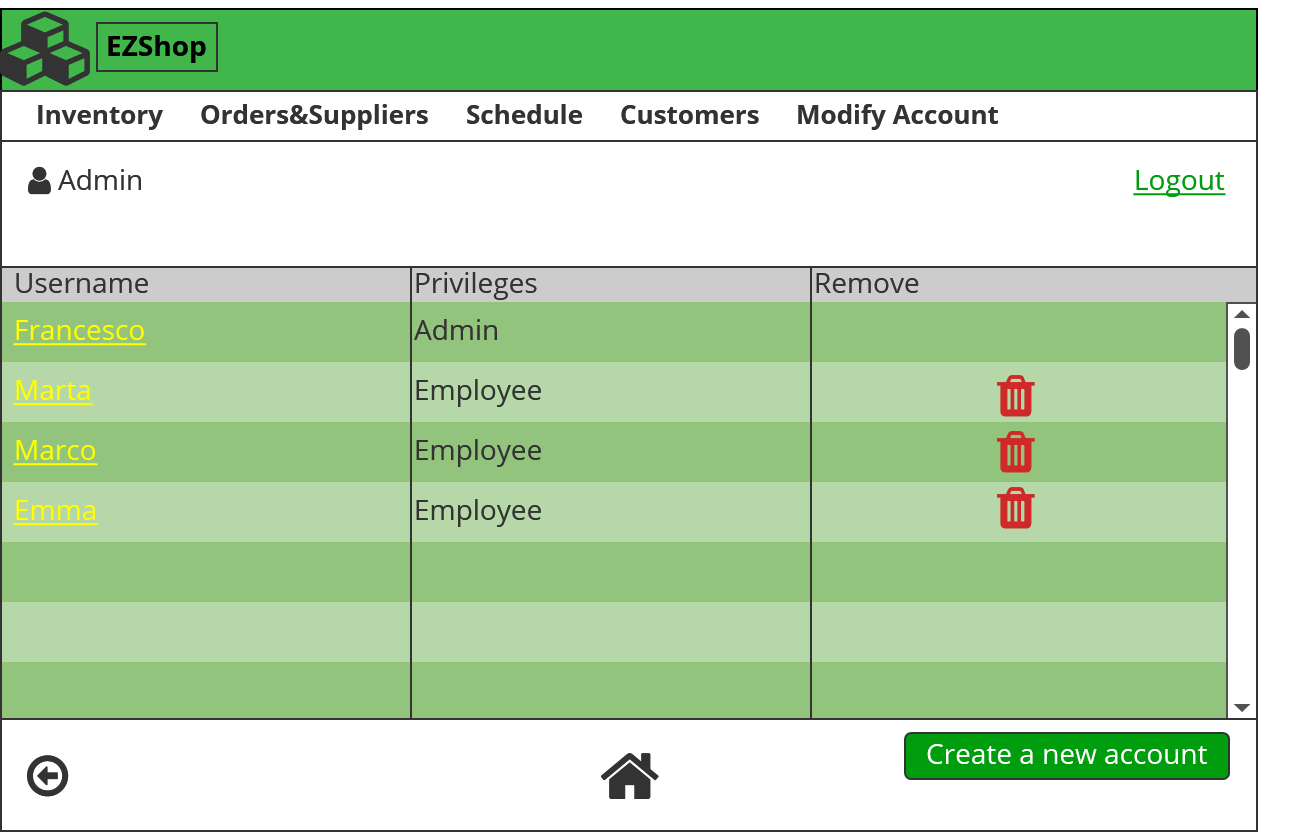 EZShop
Inventory Orders&Suppliers Schedule Customers Modify Account
Admin Logout
Username Privileges Remove
Francesco Admin
Marta Employee
Marco Employee
Emma Employee
Create a new account